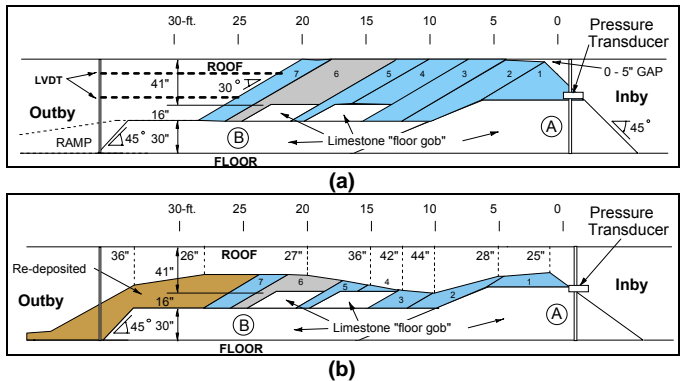 30-ft. 25 20 15 10 5 0
Pressure
Transducer
ROOF
LVDT
41"
30°
7 6 5 4 3 2 1
0 - 5" GAP
Outby
16"
Inby
RAMP
45°
30"
B
Limestone "floor gob"
A
45°
FLOOR
(a)
30-ft. 25 20 15 10 5 0
Pressure
Transducer
36" 26" ROOF 27" 36" 42" 44" 28" 25"
Re-deposited
41"
7 6 5 4 3 2 1
Outby
16"
Inby
45°
30"
B
Limestone "floor gob"
A
FLOOR
(b)